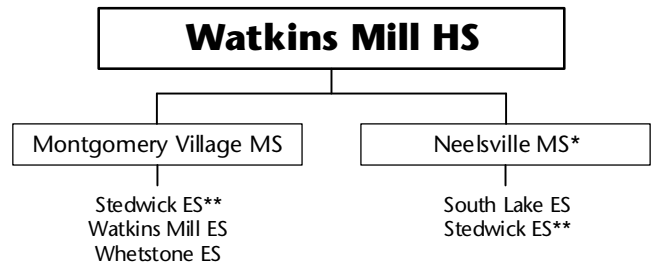 Watkins Mill HS
Montgomery Village MS
Neelsville MS*
Stedwick ES**
Watkins Mill ES
Whetstone ES
South Lake ES
Stedwick ES**